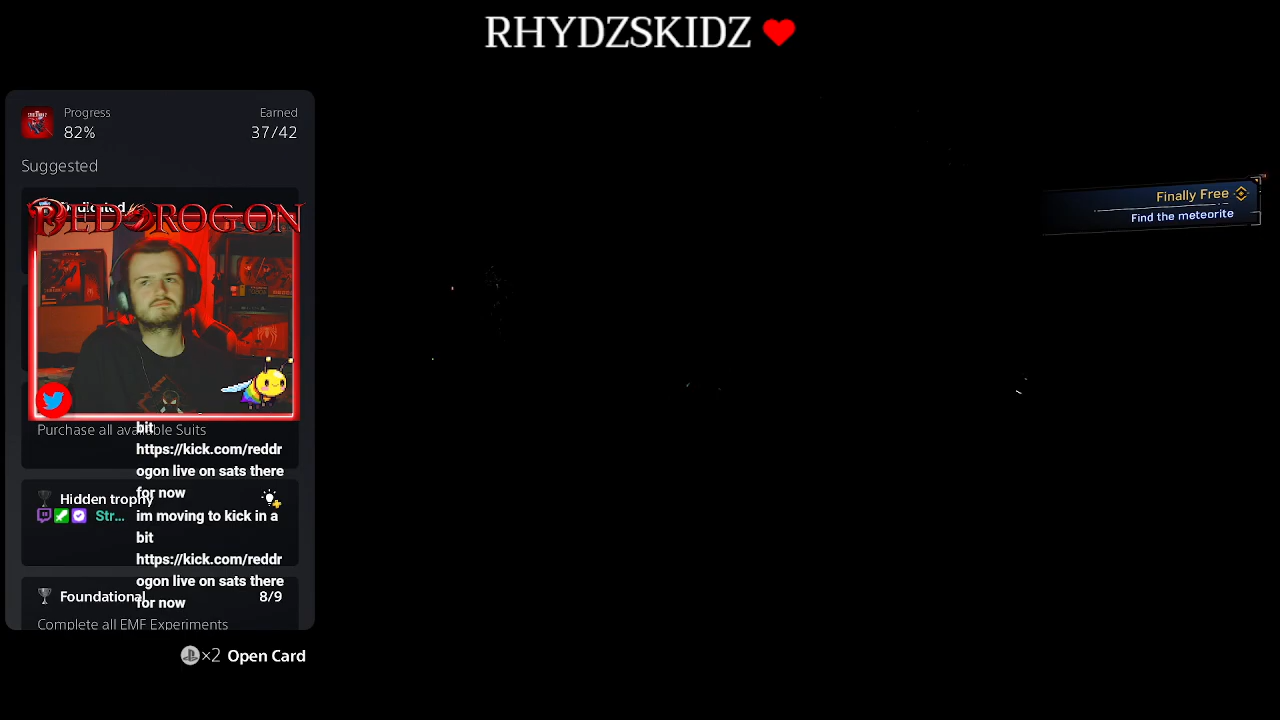 RHYDZSKIDZ ❤
Progress
Earned
82%
37/42
Suggested
RED ROGON
Purchase all available Suits
bit
https://kick.com/reddr
ogon live on sats there
for now
Hidden trophy
Str...
im moving to kick in a
bit
https://kick.com/reddr
ogon live on sats there
for now
Foundational
8/9
Complete all EMF Experiments
×2 Open Card
Finally Free
Find the meteorite